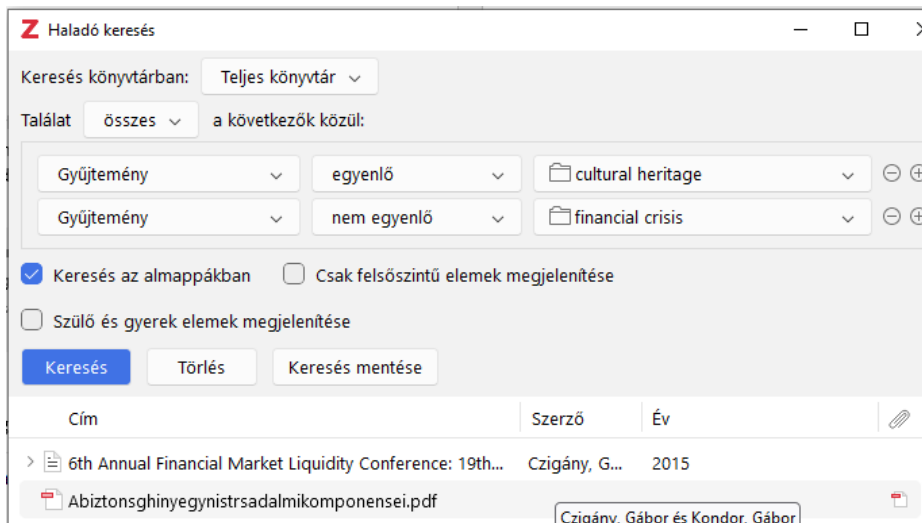 Z Haladó keresés
Keresés könyvtárban: Teljes könyvtár
Találat összes a következők közül:
Gyűjtemény egyenlő cultural heritage
Gyűjtemény nem egyenlő financial crisis
Keresés az almappákban Csak felsőszintű elemek megjelenítése
Szülő és gyerek elemek megjelenítése
Keresés Törlés Keresés mentése
Cím Szerző Év
6th Annual Financial Market Liquidity Conference: 19th... Czigány, G... 2015
Abiztonsghinyegynistrsadalmikomponensei.pdf
Czigány, Gábor és Kondor, Gábor